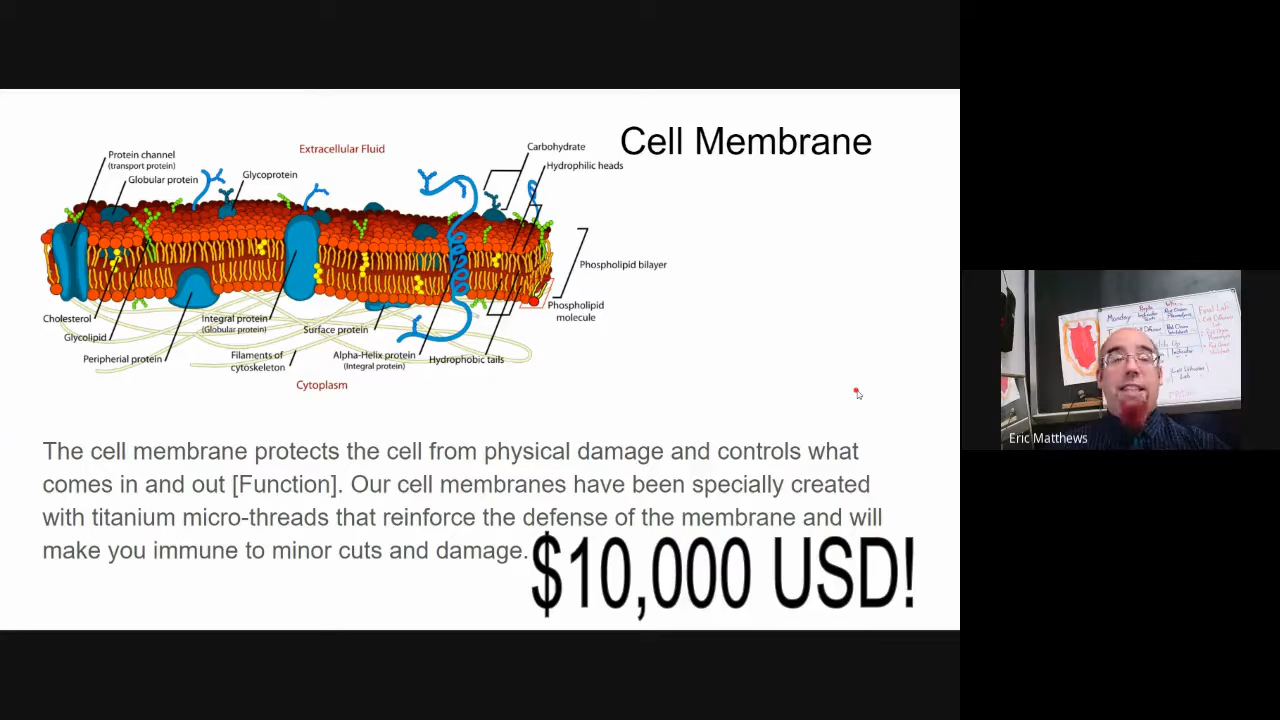 Cell Membrane
Extracellular Fluid
Carbohydrate
Hydrophilic heads
Protein channel
(transport protein)
Globular protein
Glycoprotein
Phospholipid bilayer
Phospholipid
molecule
Cholesterol
Glycolipid
Peripherial protein
Integral protein
(Globular protein)
Filaments of
cytoskeleton
Surface protein
Alpha-Helix protein
(Integral protein)
Hydrophobic tails
Cytoplasm
The cell membrane protects the cell from physical damage and controls what
comes in and out [Function]. Our cell membranes have been specially created
with titanium micro-threads that reinforce the defense of the membrane and will
make you immune to minor cuts and damage.
$10,000 USD!
Monday
Eric Matthews